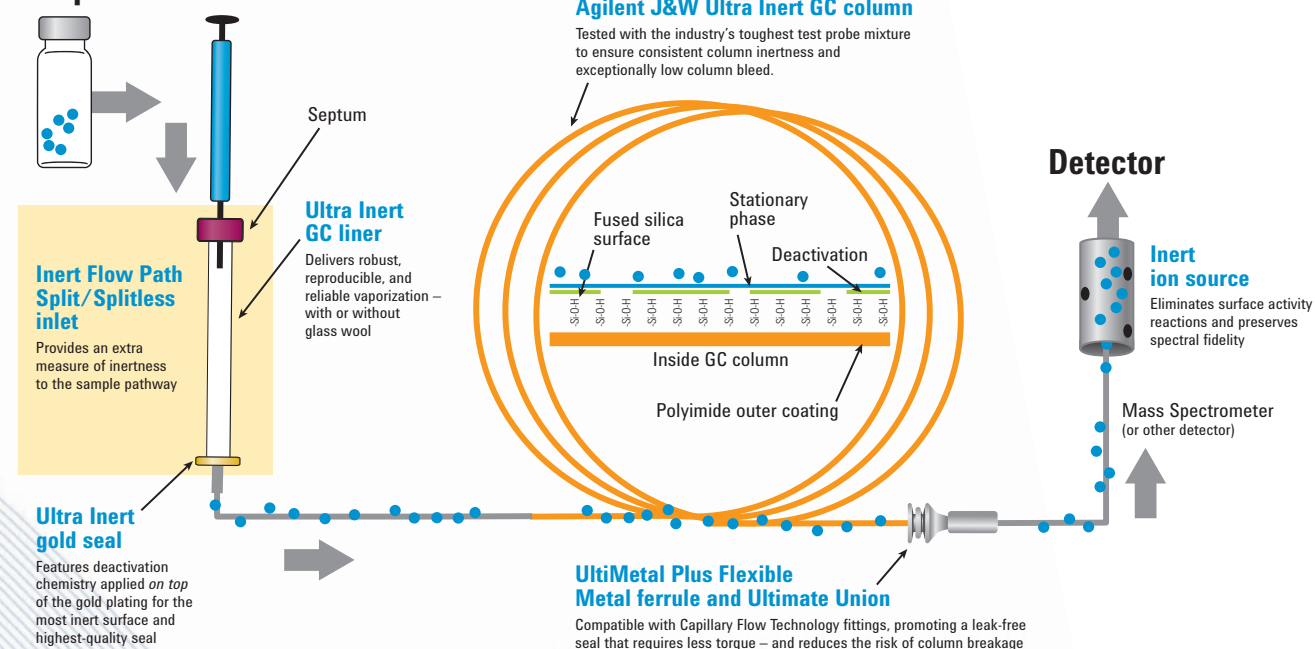 Agilent J&W Ultra Inert GC column
Tested with the industry's toughest test probe mixture
to ensure consistent column inertness and
exceptionally low column bleed.
Septum
Ultra Inert
GC liner
Delivers robust,
reproducible, and
reliable vaporization –
with or without
glass wool
Inert Flow Path
Split/Splitless
inlet
Provides an extra
measure of inertness
to the sample pathway
Ultra Inert
gold seal
Features deactivation
chemistry applied on top
of the gold plating for the
most inert surface and
highest-quality seal
Fused silica
surface
Stationary
phase
Deactivation
-Si-O-H
-Si-O-H
-Si-O-H
-Si-O-H
-Si-O-H
-Si-O-H
-Si-O-H
-Si-O-H
-Si-O-H
-Si-O-H
-Si-O-H
-Si-O-H
-Si-O-H
Inside GC column
Polyimide outer coating
UltiMetal Plus Flexible
Metal ferrule and Ultimate Union
Compatible with Capillary Flow Technology fittings, promoting a leak-free
seal that requires less torque – and reduces the risk of column breakage
Detector
Inert
ion source
Eliminates surface activity
reactions and preserves
spectral fidelity
Mass Spectrometer
(or other detector)